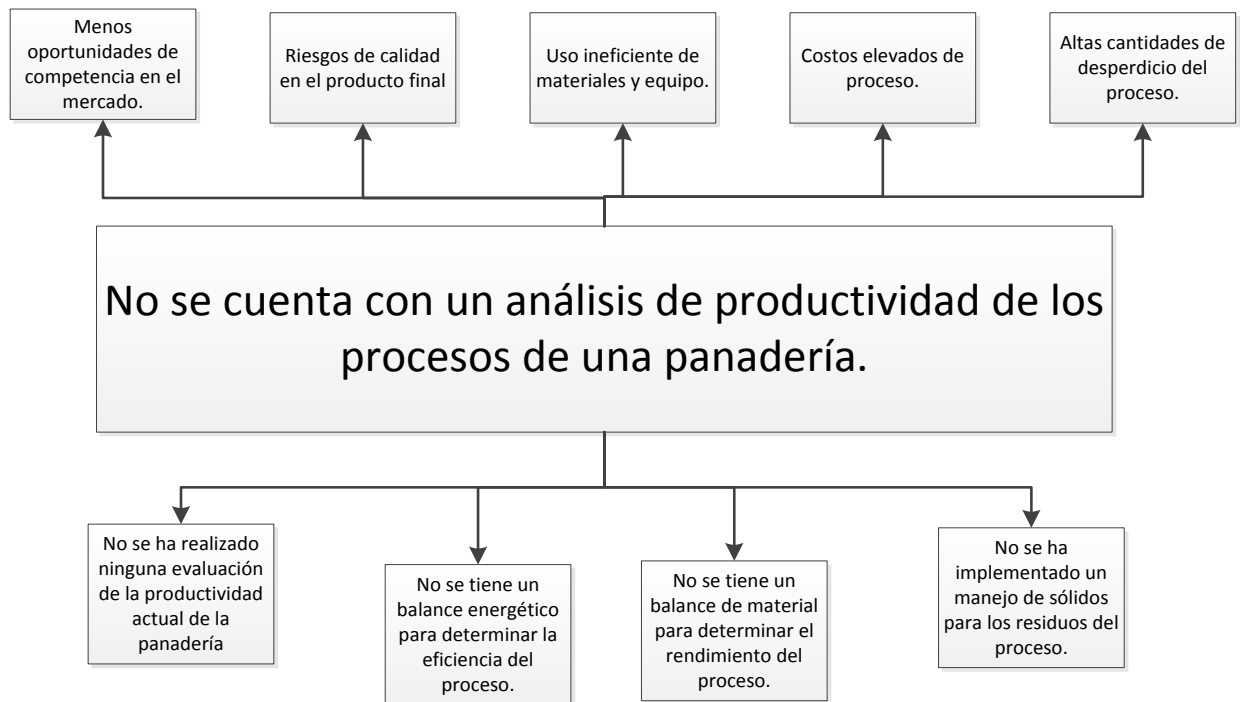 Menos
oportunidades de
competencia en el
mercado.
Riesgos de calidad
en el producto final
Uso ineficiente de
materiales y equipo.
Costos elevados de
proceso.
Altas cantidades de
desperdicio del
proceso.
No se cuenta con un análisis de productividad de los
procesos de una panadería.
No se ha realizado
ninguna evaluación
de la productividad
actual de la
panadería
No se tiene un
balance energético
para determinar la
eficiencia del
proceso.
No se tiene un
balance de material
para determinar el
rendimiento del
proceso.
No se ha
implementado un
manejo de sólidos
para los residuos del
proceso.